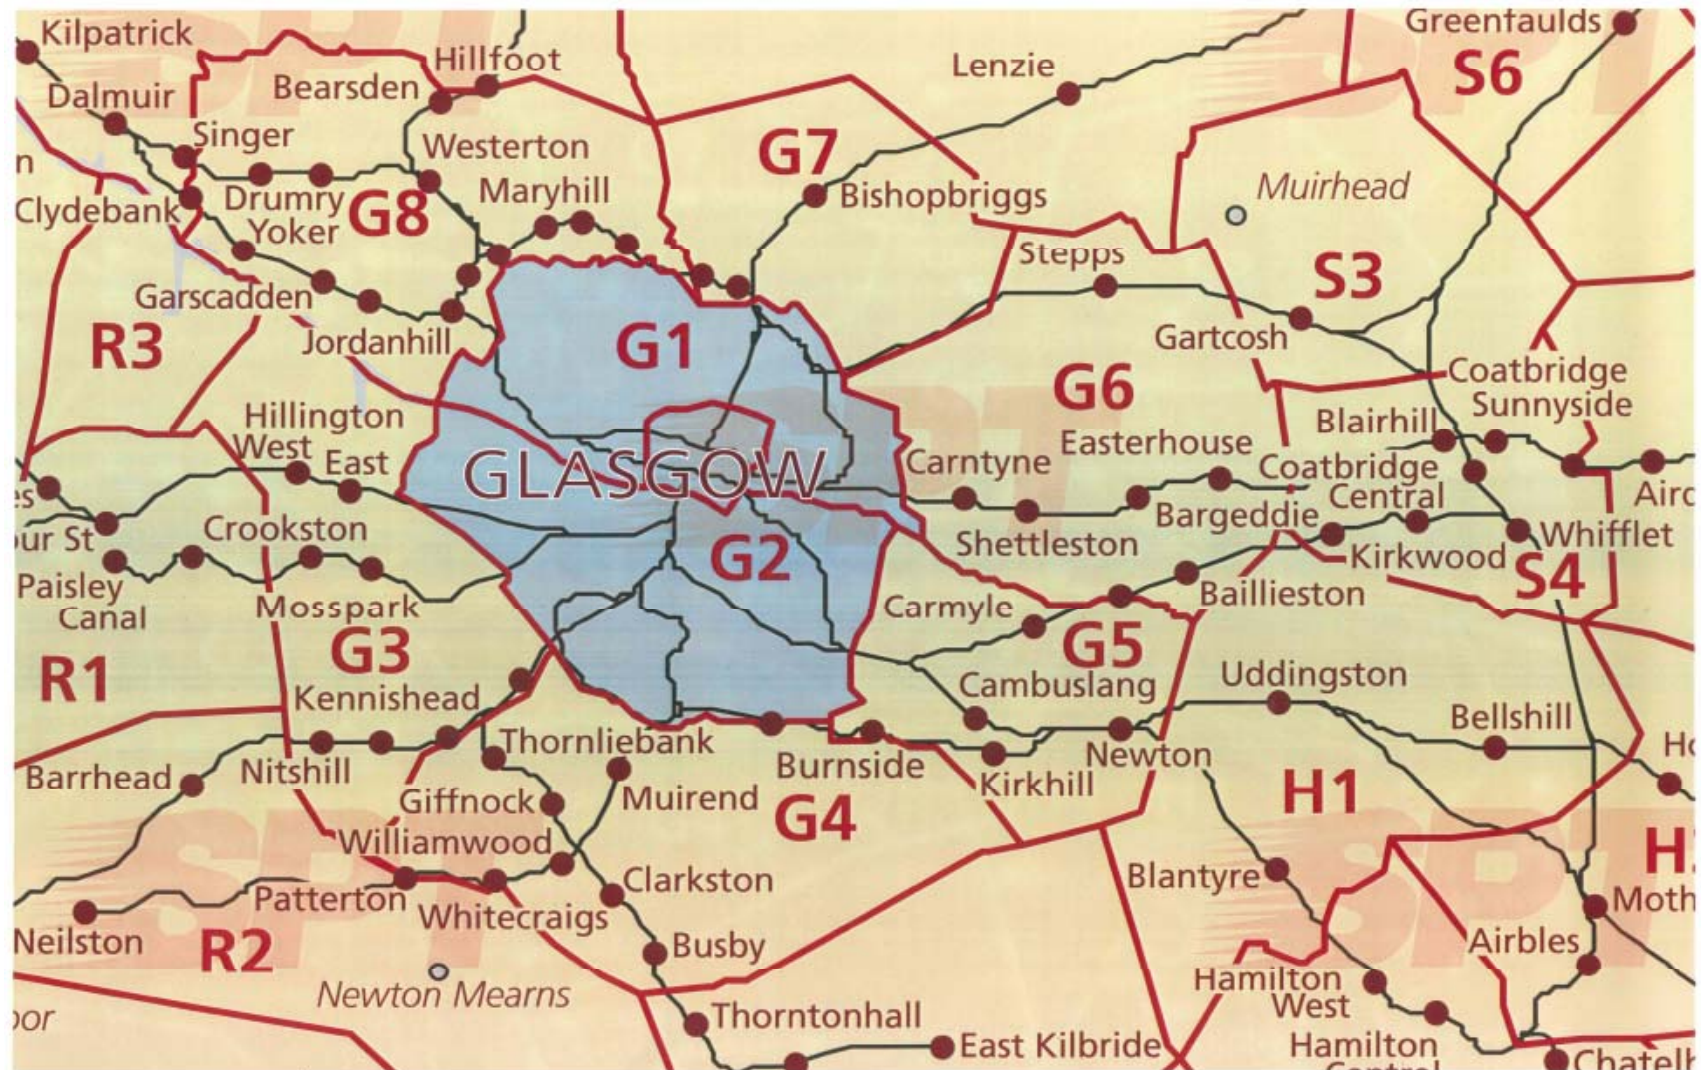 Kilpatrick
Greenfaulds
Hillfoot
Lenzie
S6
Dalmuir
Bearsden
Singer
Westerton
G7
Muirhead
Maryhill
Drumry
G8
Bishopbriggs
Clydebank
Yoker
Stepps
S3
Garscadden
R3
Jordanhill
G1
Gartcosh
Coatbridge
Sunnyside
G6
Hillington
West
East
Blairhill
Easterhouse
GLASGOW
Carntyne
Coatbridge
Central
Crookston
Bargeddie
Shettleston
Whifflet
Kirkwood
G2
S4
Paisley
Canal
Mosspark
Carmyle
Baillieston
G3
G5
R1
Kennishead
Cambuslang
Uddingston
Bellshill
Thornliebank
Barrhead
Nitshill
Burnside
Newton
Kirkhill
Giffnock
Muirend
G4
H1
Williamwood
Patterton
Clarkston
Blantyre
Whitecraigs
Neilston
R2
Busby
Airbles
Newton Mearns
Hamilton
West
Thorntonhall
East Kilbride
Hamilton
SPT
SPT
SPT